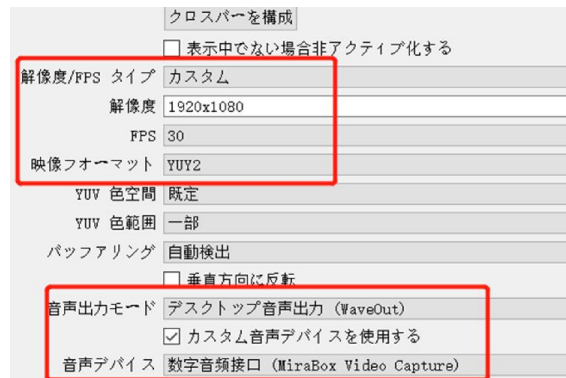 クロスバーを構成
表示中でない場合非アクティブ化する
解像度/FPS タイプ カスタム
解像度 1920x1080
FPS 30
映像フォーマット YUY2
YUV 色空間 既定
YUV 色範囲 一部
バッファリング 自動検出
垂直方向に反転
音声出力モード デスクトップ音声出力 (WaveOut)
カスタム音声デバイスを使用する
音声デバイス 数字音频接口 (MiraBox Video Capture)